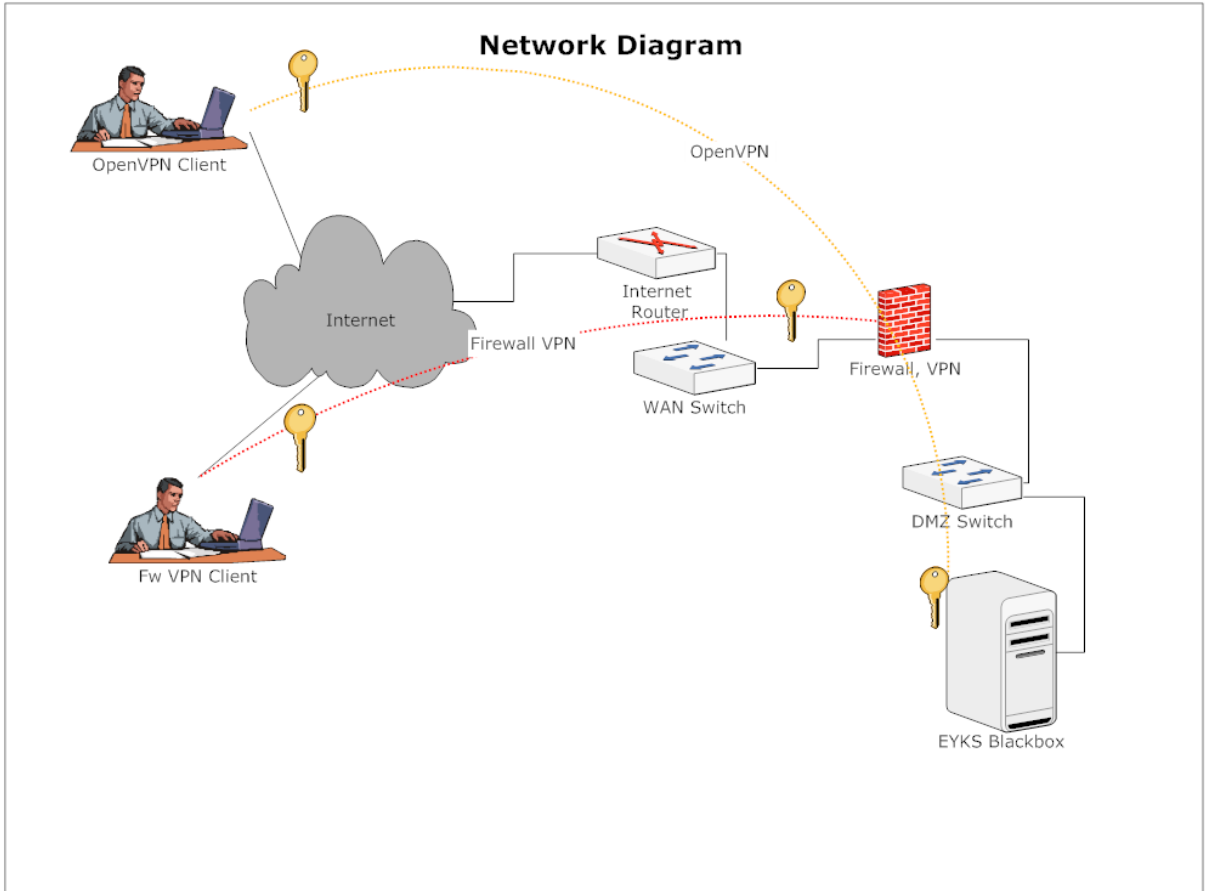 Network Diagram
OpenVPN Client
OpenVPN
Internet
Internet
Router
Firewall VPN
Firewall, VPN
WAN Switch
DMZ Switch
Fw VPN Client
EYKS Blackbox